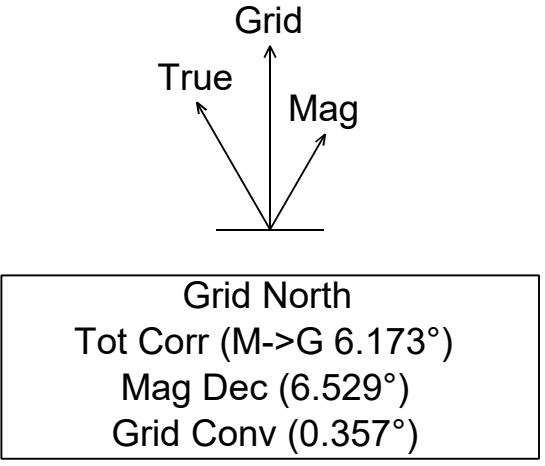 Grid
True
Mag
Grid North
Tot Corr (M->G 6.173°)
Mag Dec (6.529°)
Grid Conv (0.357°)